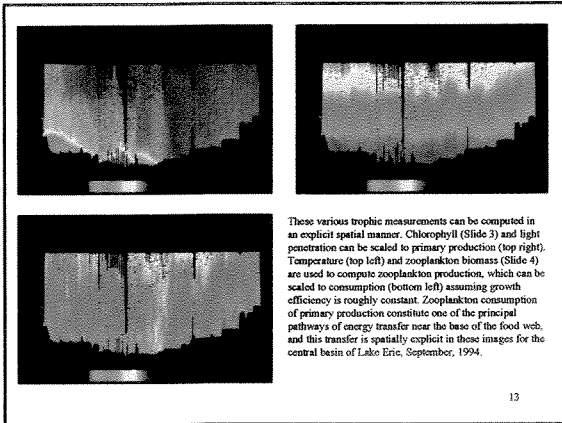 These various trophic measurements can be computed in
an explicit spatial manner. Chlorophyll (Slide 3) and light
penetration can be scaled to primary production (top right).
Temperature (top left) and zooplankton biomass (Slide 4)
are used to compute zooplankton production, which can be
scaled to consumption (bottom left) assuming growth
efficiency is roughly constant. Zooplankton consumption
of primary production constitute one of the principal
pathways of energy transfer near the base of the food web,
and this transfer is spatially explicit in these images for the
central basin of Lake Erie, September, 1994.
13